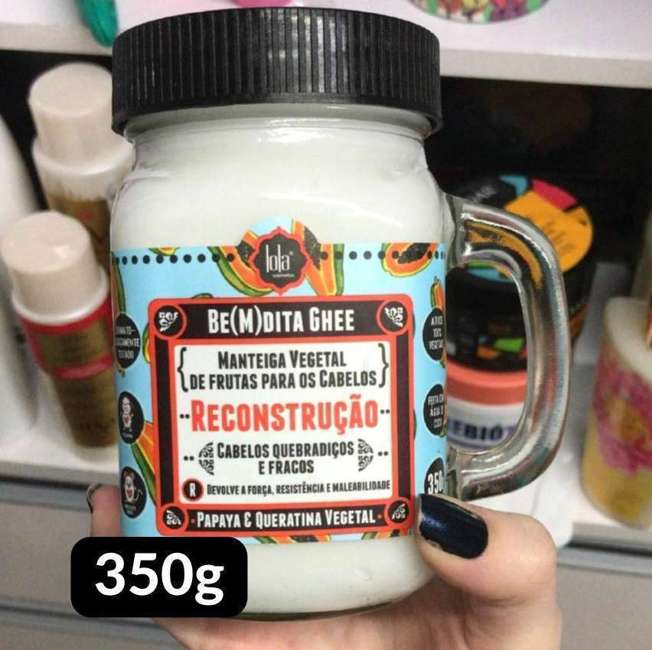 lola
BE(M)DITA GHEE
MANTEIGA VEGETAL
DE FRUTAS PARA OS CABELOS
RECONSTRUÇÃO
CABELOS QUEBRADIÇOS
E FRACOS
R DEVOLVE A FORÇA, RESISTÊNCIA E MALEABILIDADE
PAPAYA & QUERATINA VEGETAL
350g